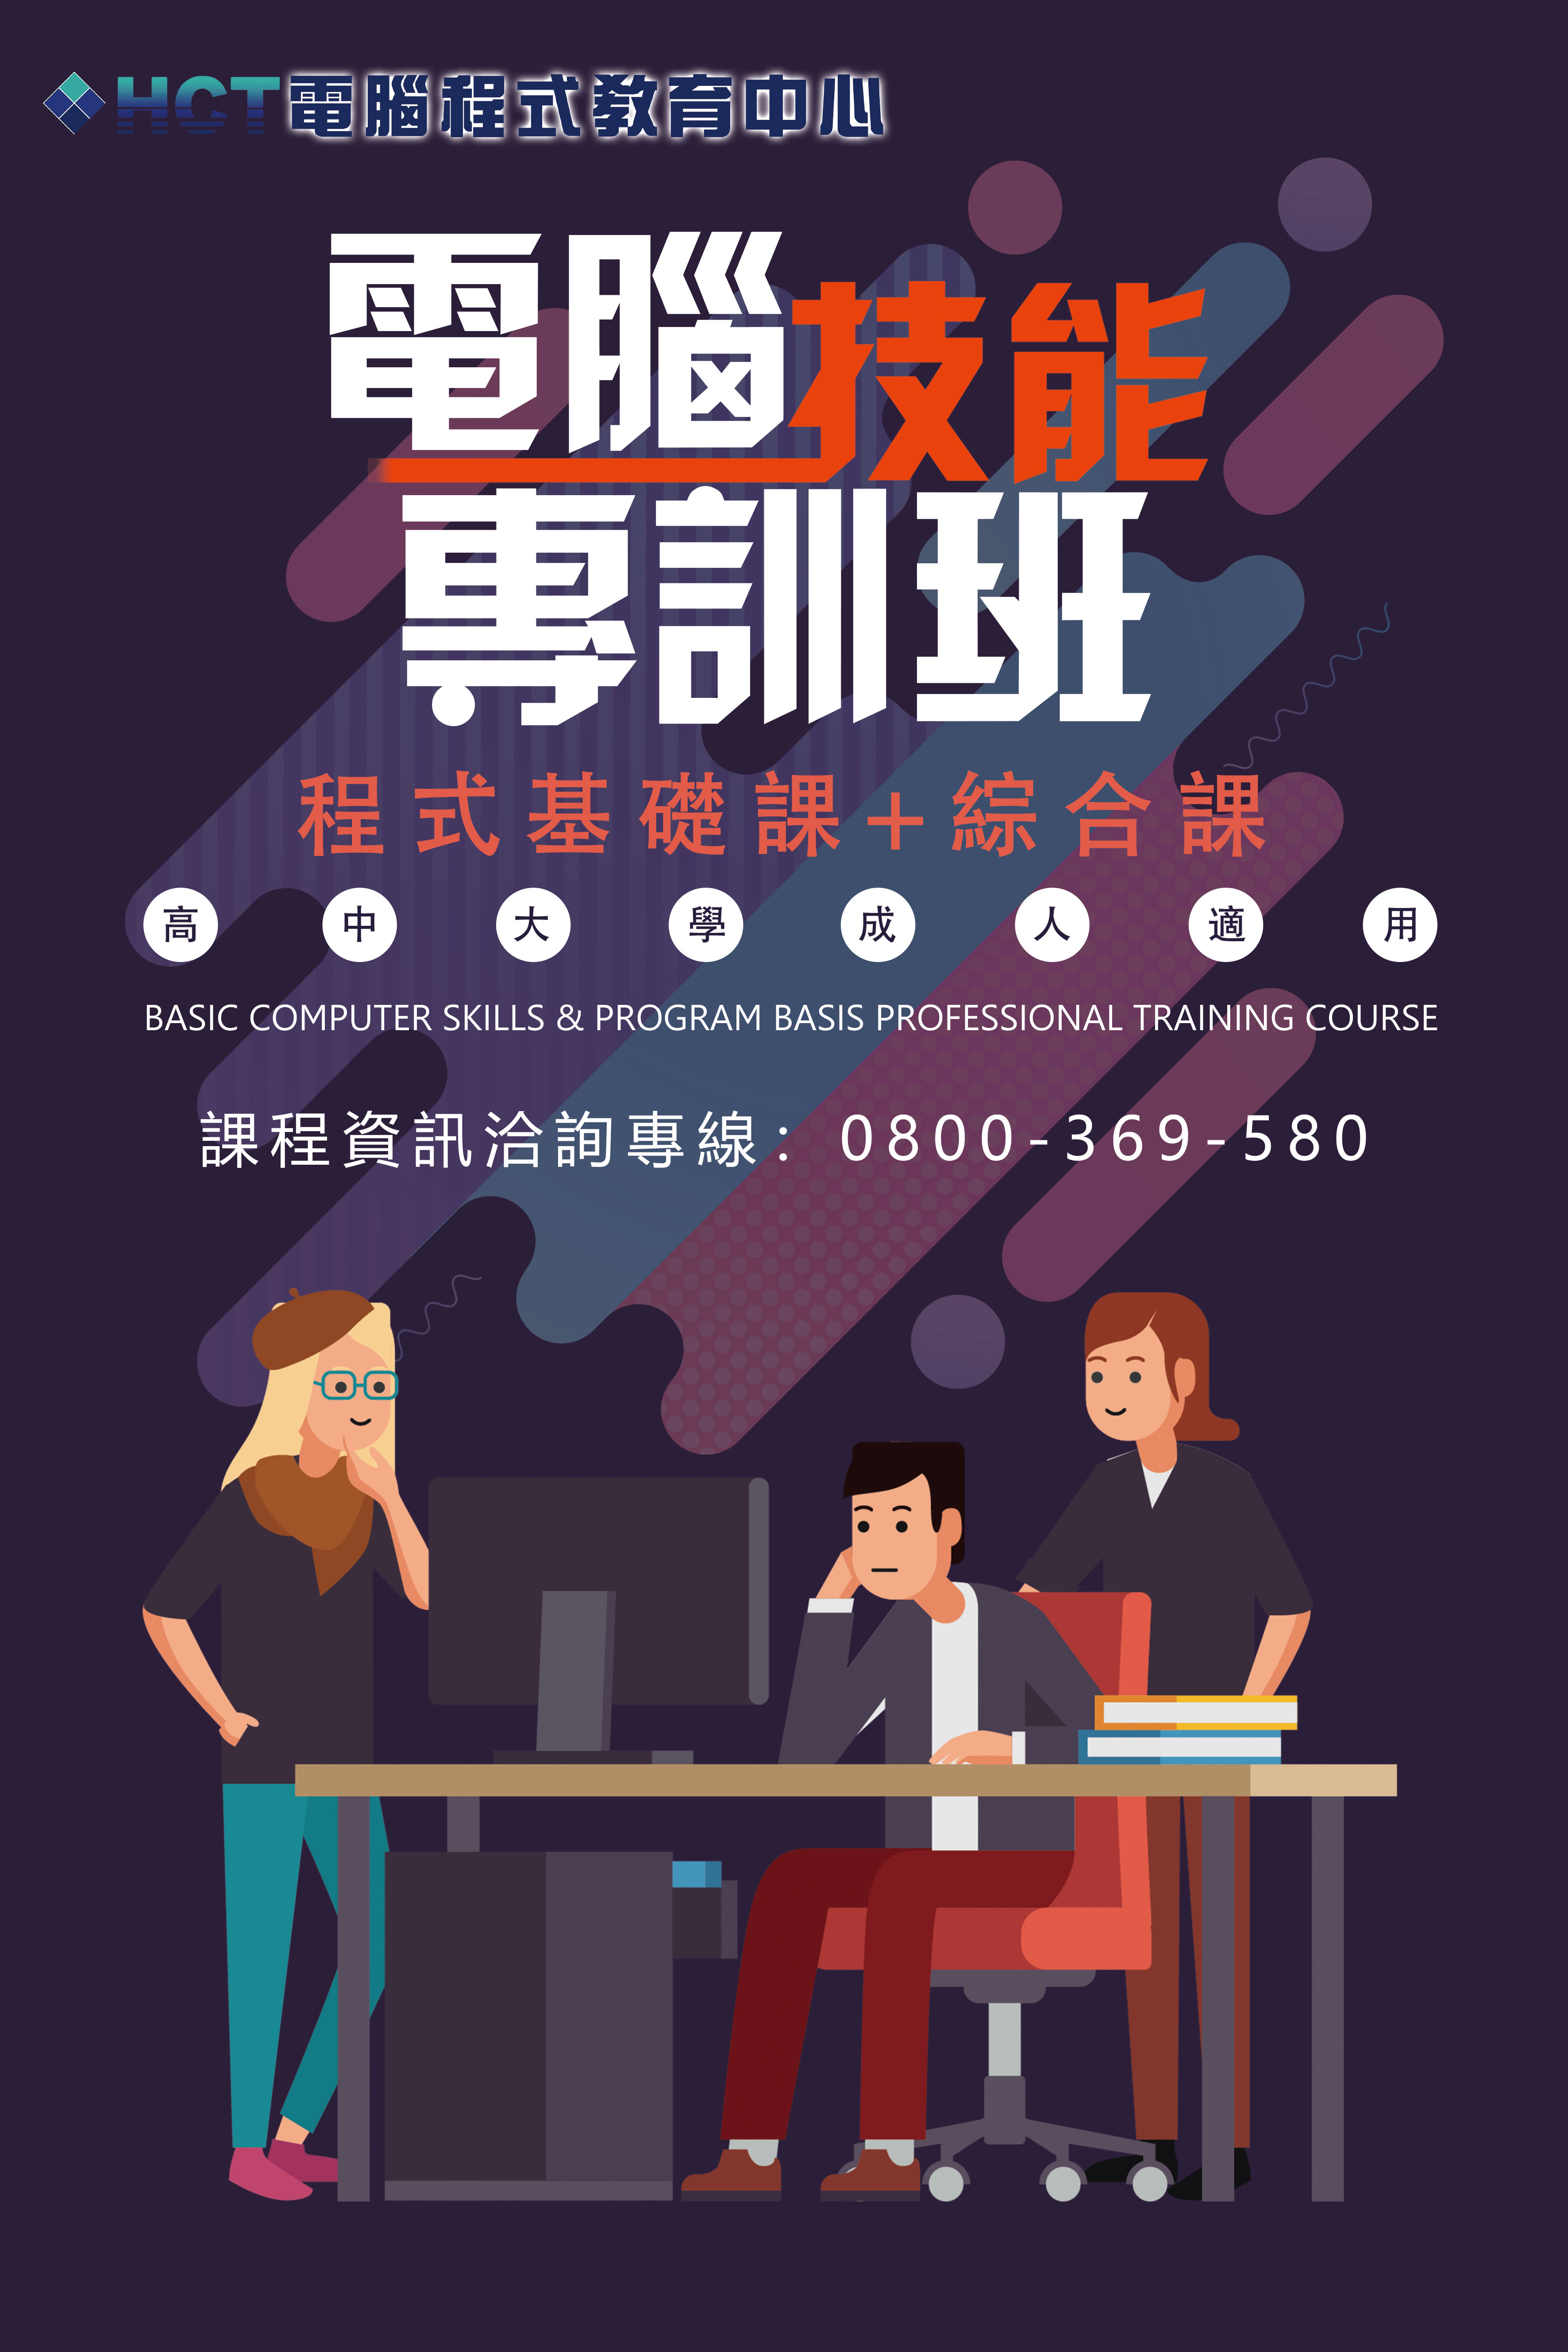 HCT電腦程式教育中心
電腦技能
專訓班
程式基礎課+綜合課
高中大學成人適用
BASIC COMPUTER SKILLS & PROGRAM BASIS PROFESSIONAL TRAINING COURSE
課程資訊洽詢專線：0800-369-580